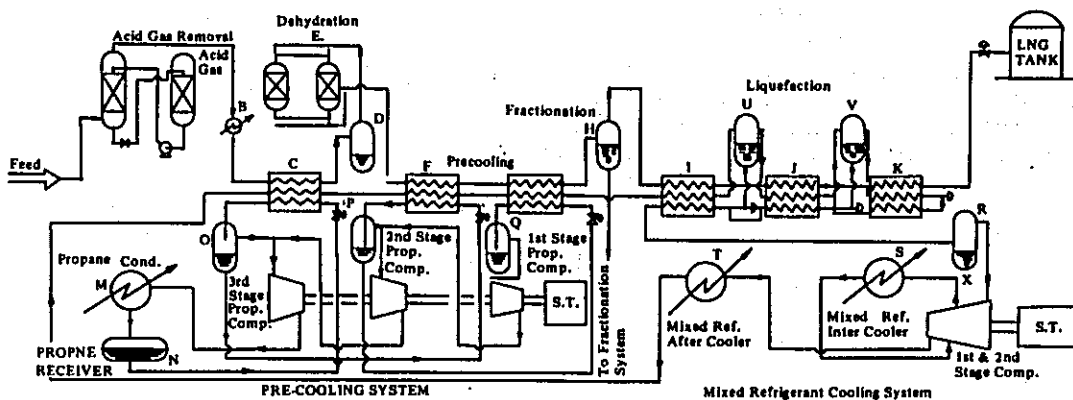 Acid Gas Removal
Acid
Gas
Dehydration
E.
B
D
Feed
C
F
Precooling
Fractionation
H
Liquefaction
U
V
I
J
K
LNG
TANK
P
O
Q
2nd Stage
Prop.
Comp.
1st Stage
Prop.
Comp.
Propane Cond.
M
3rd
Stage
Prop.
Comp.
N
S.T.
PROPNE
RECEIVER
To Fractionation
System
T
Mixed Ref.
After Cooler
S
Mixed Ref.
Inter Cooler
R
X
S.T.
1st & 2nd
Stage Comp.
PRE-COOLING SYSTEM
Mixed Refrigerant Cooling System